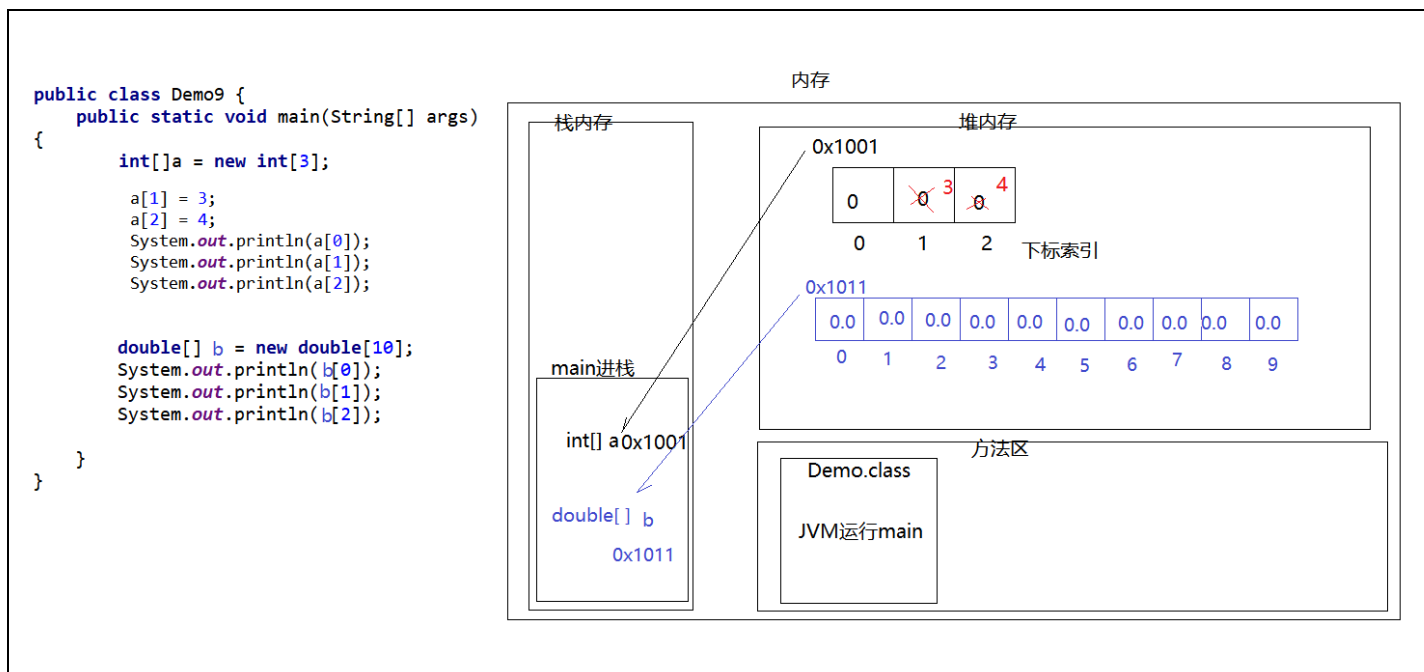 public class Demo9 {
public static void main(String[] args)
{
int[]a = new int[3];
a[1] = 3;
a[2] = 4;
System.out.println(a[0]);
System.out.println(a[1]);
System.out.println(a[2]);
double[] b = new double[10];
System.out.println(b[0]);
System.out.println(b[1]);
System.out.println(b[2]);
}
}
内存
栈内存
main进栈
int[] a 0x1001
double[ ] b
0x1011
堆内存
0x1001
0 0 3 0 4
0 1 2 下标索引
0x1011
0.0 0.0 0.0 0.0 0.0 0.0 0.0 0.0 0.0 0.0
0 1 2 3 4 5 6 7 8 9
方法区
Demo.class
JVM运行main